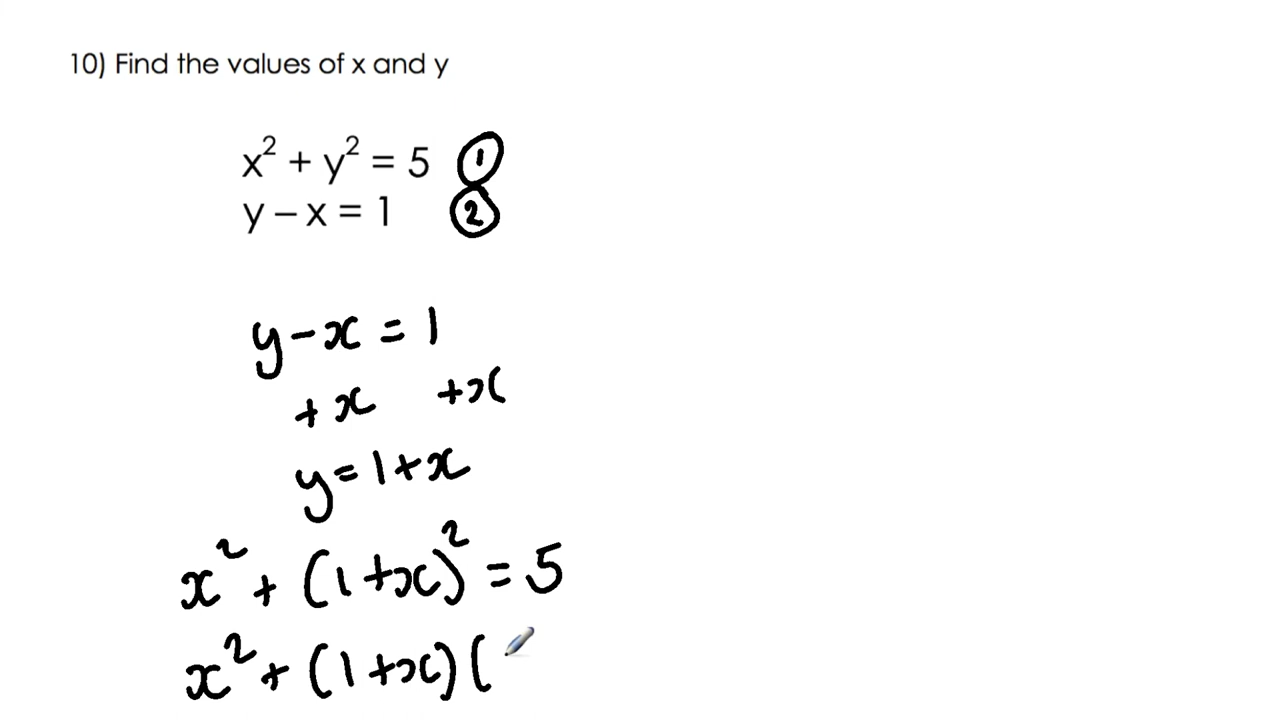 10) Find the values of x and y
x² + y² = 5 ①
y – x = 1 ②
y - x = 1
+ x +x
y = 1 + x
x² + (1 + x)² = 5
x² + (1 + x) (